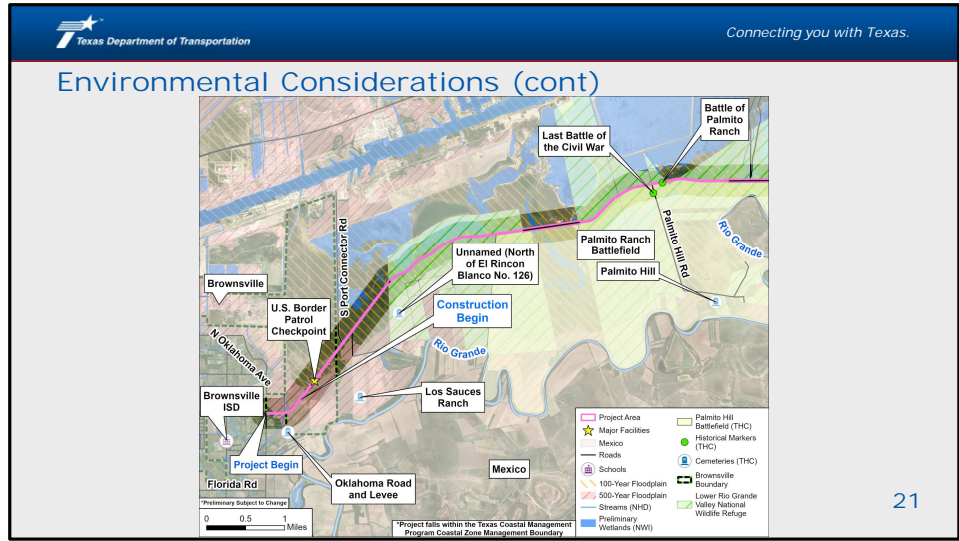 Texas Department of Transportation
Connecting you with Texas.
Environmental Considerations (cont)
Battle of
Palmito
Ranch
Last Battle of
the Civil War
S Port Connector Rd
Palmito Hill Rd
Rio Grande
Palmito Ranch
Battlefield
Unnamed (North
of El Rincon
Blanco No. 126)
Palmito Hill
Brownsville
U.S. Border
Patrol
Checkpoint
Construction
Begin
N Oklahoma Ave
Rio Grande
Brownsville
ISD
Los Sauces
Ranch
Project Begin
Oklahoma Road
and Levee
Mexico
Florida Rd
*Preliminary Subject to Change
0 0.5 1
Miles
*Project falls within the Texas Coastal Management
Program Coastal Zone Management Boundary
Project Area
Major Facilities
Mexico
Roads
Schools
100-Year Floodplain
500-Year Floodplain
Streams (NHD)
Preliminary
Wetlands (NWI)
Palmito Hill
Battlefield (THC)
Historical Markers
(THC)
Cemeteries (THC)
Brownsville
Boundary
Lower Rio Grande
Valley National
Wildlife Refuge
21